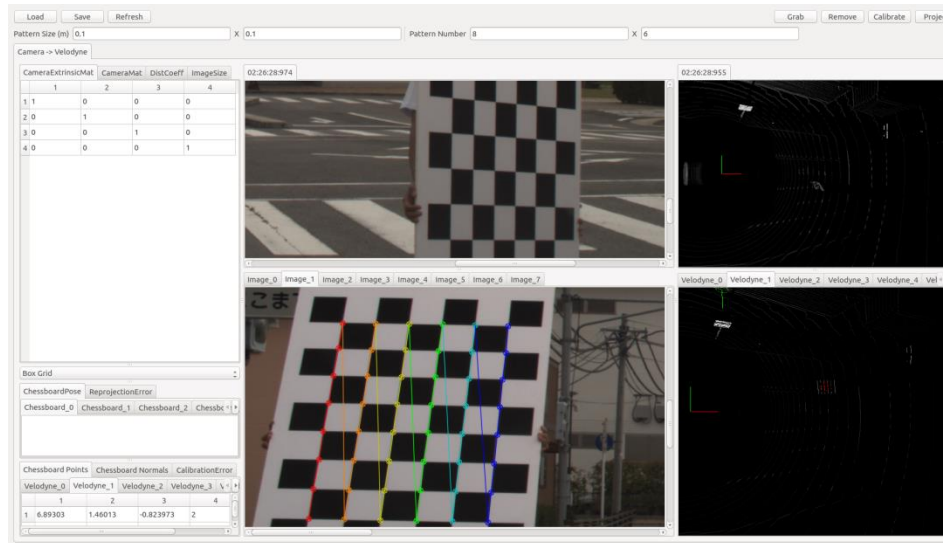 Load Save Refresh Grab Remove Calibrate Projec
Pattern Size (m) 0.1 X 0.1 Pattern Number 8 X 6
Camera -> Velodyne
CameraExtrinsicMat CameraMat DistCoeff ImageSize
1 2 3 4
1 1 0 0 0
2 0 1 0 0
3 0 0 1 0
4 0 0 0 1
02:26:28:974
02:26:28:955
Image_0 Image_1 Image_2 Image_3 Image_4 Image_5 Image_6 Image_7
Velodyne_0 Velodyne_1 Velodyne_2 Velodyne_3 Velodyne_4 Vel
こま
Box Grid
ChessboardPose ReprojectionError
Chessboard_0 Chessboard_1 Chessboard_2 Chessbc
Chessboard Points Chessboard Normals CalibrationError
Velodyne_0 Velodyne_1 Velodyne_2 Velodyne_3 V
1 2 3 4
1 6.89303 1.46013 -0.823973 2